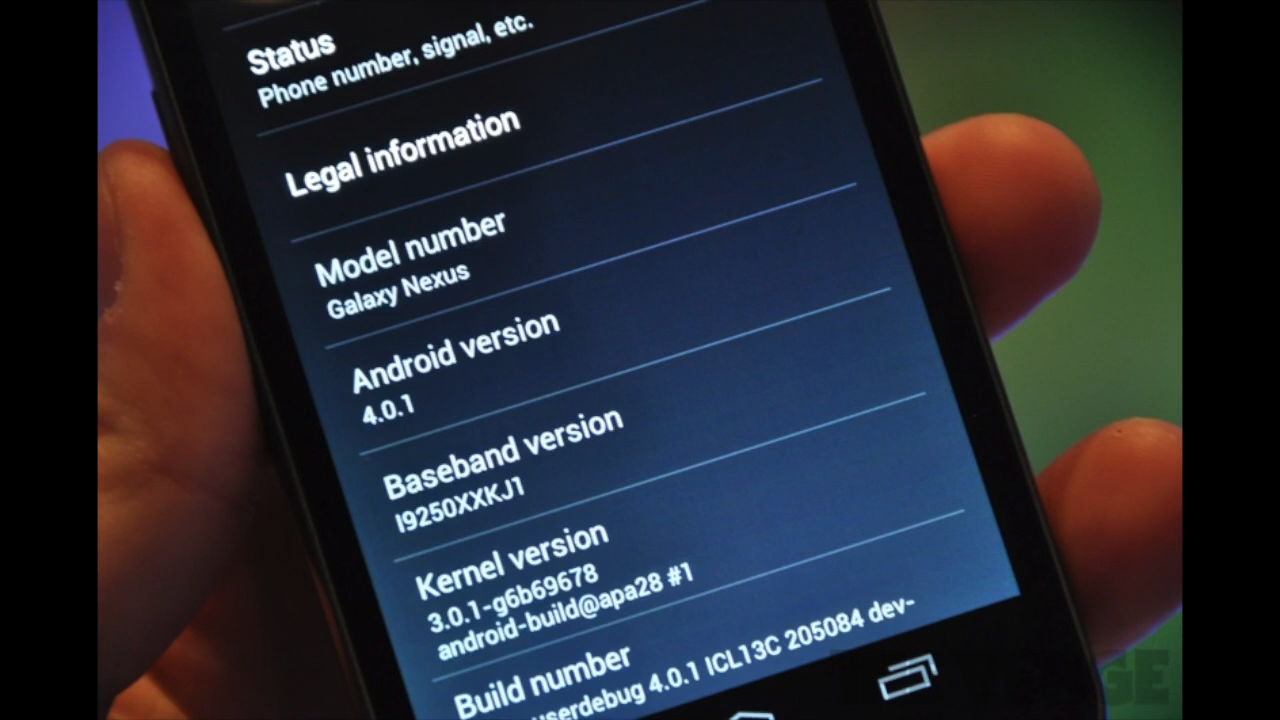 Status
Phone number, signal, etc.
Legal information
Model number
Galaxy Nexus
Android version
4.0.1
Baseband version
I9250XXKJ1
Kernel version
3.0.1-g6b69678
android-build@apa28 #1
Build number
userdebug 4.0.1 ICL13C 205084 dev-